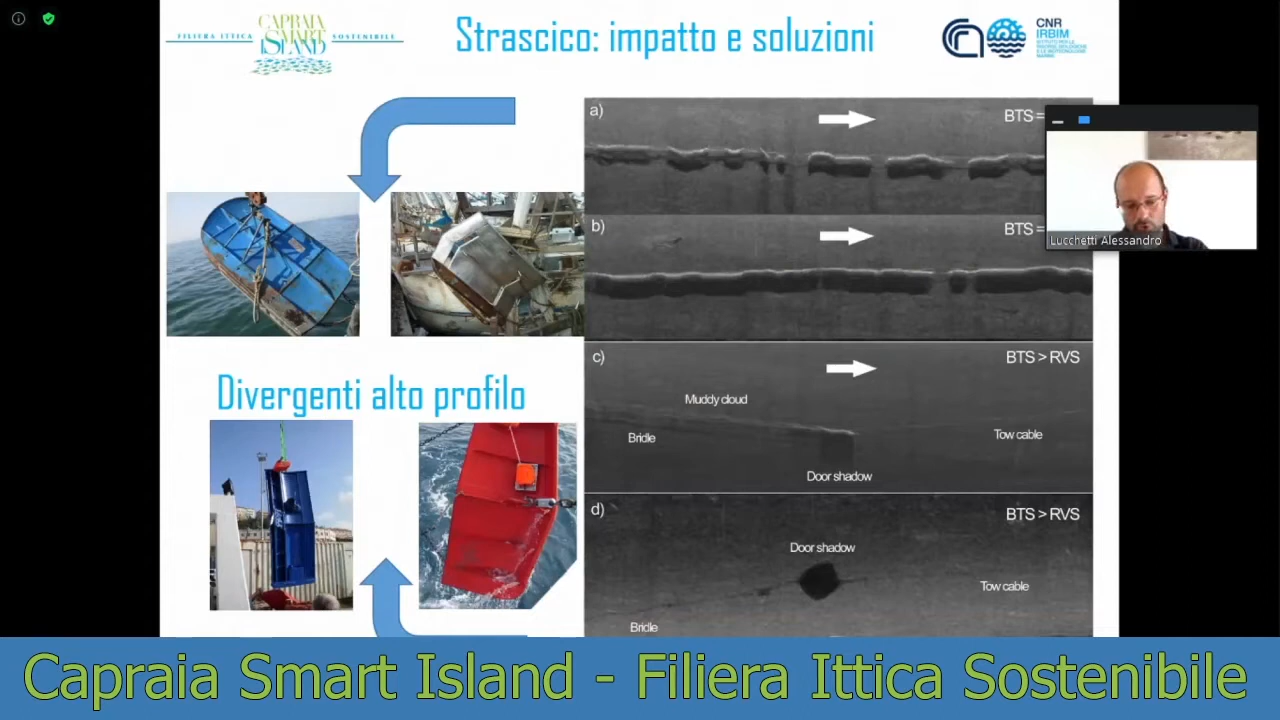 CAPRAIA
SMART
ISLAND
FILIERA ITTICA
SOSTENIBILE
Strascico: impatto e soluzioni
CNR
IRBIM
a)
BTS =
Lucchetti Alessandro
b)
BTS =
c)
BTS > RVS
Muddy cloud
Bridle
Tow cable
Door shadow
Divergenti alto profilo
d)
BTS > RVS
Door shadow
Tow cable
Bridle
Capraia Smart Island - Filiera Ittica Sostenibile